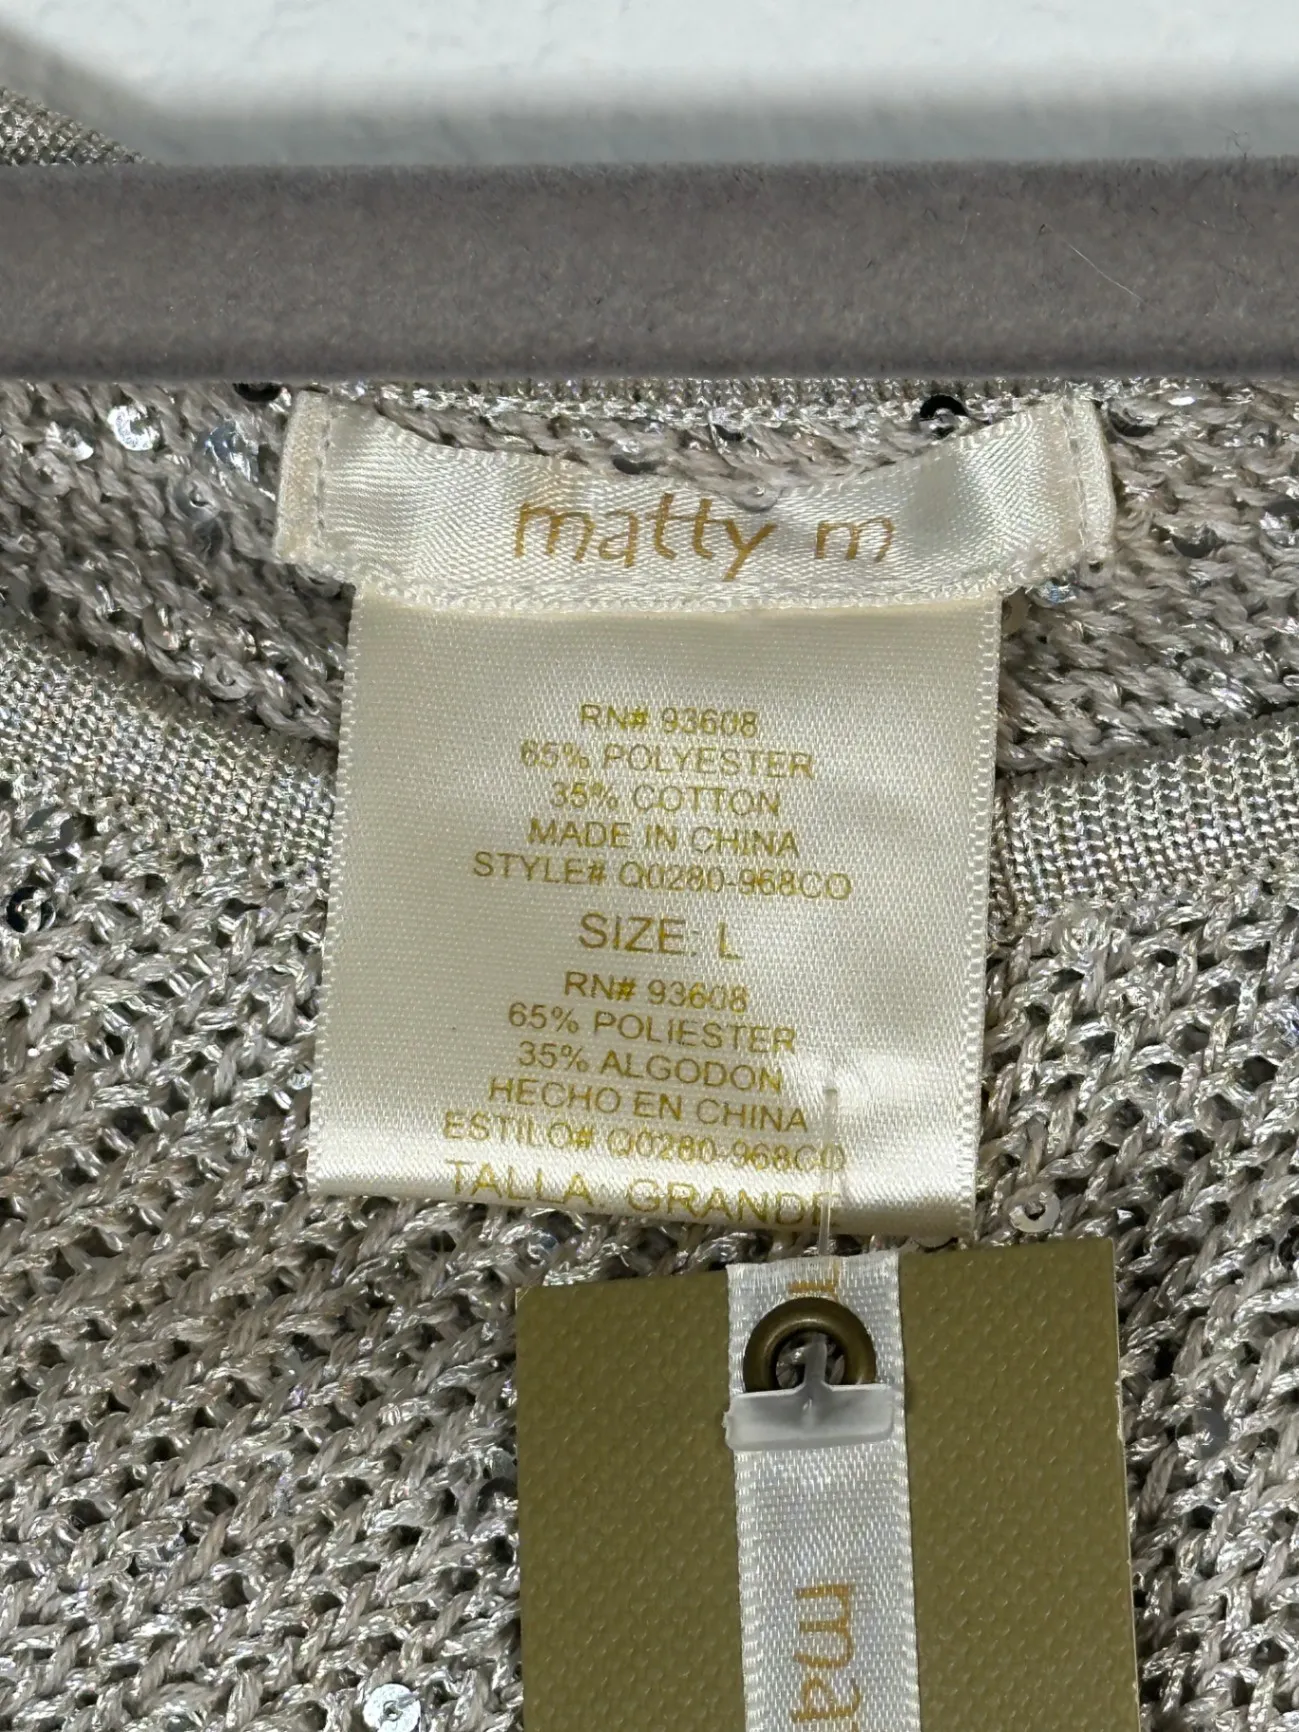 matty m
RN# 93608
65% POLYESTER
35% COTTON
MADE IN CHINA
STYLE# Q0280-968CO
SIZE: L
RN# 93608
65% POLIESTER
35% ALGODON
HECHO EN CHINA
ESTILO# Q0280-968CO
TALLA: GRANDE